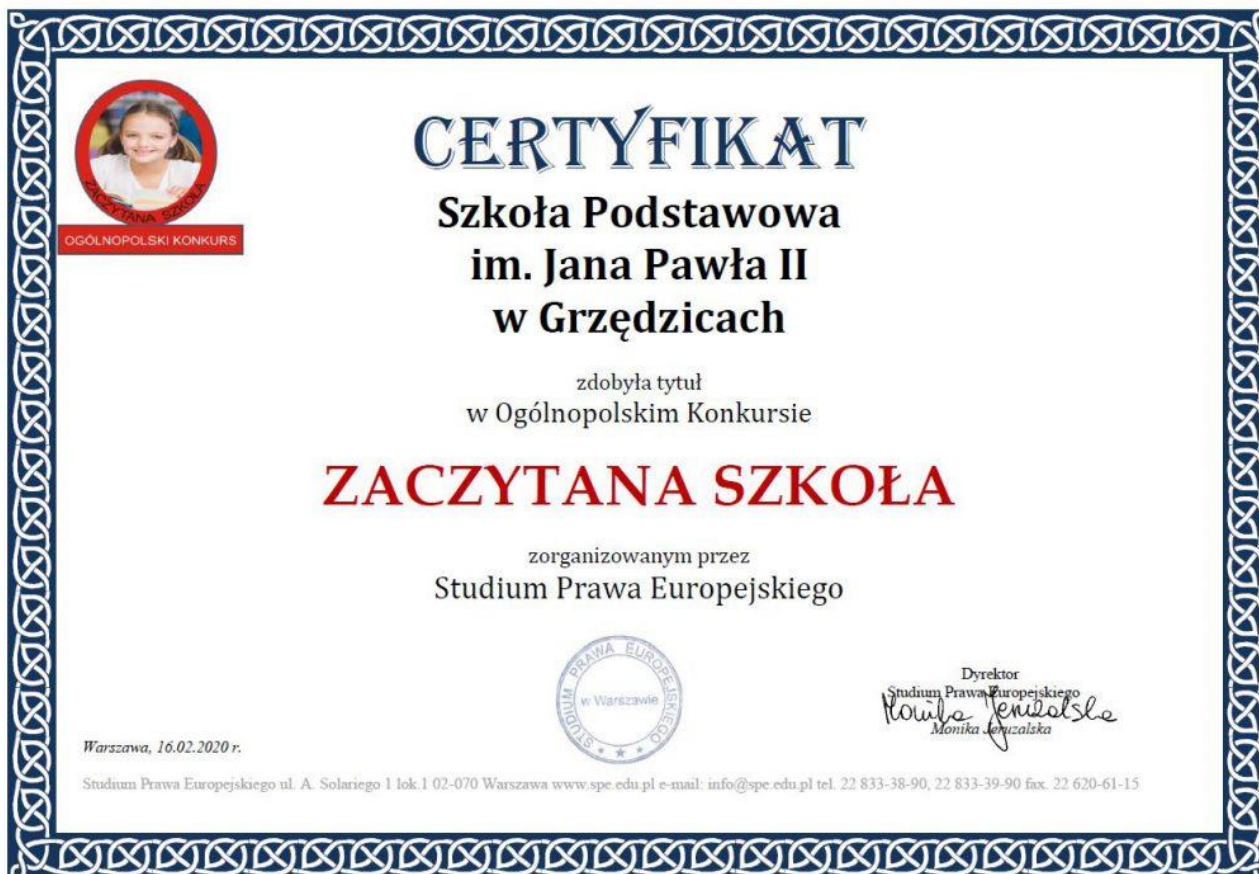 ZACZYTANA SZKOŁA
OGÓLNOPOLSKI KONKURS
CERTYFIKAT
Szkoła Podstawowa
im. Jana Pawła II
w Grzędzicach
zdobyła tytuł
w Ogólnopolskim Konkursie
ZACZYTANA SZKOŁA
zorganizowanym przez
Studium Prawa Europejskiego
STUDIUM PRAWA EUROPEJSKIEGO
w Warszawie
Dyrektor
Studium Prawa Europejskiego
Monika Jeruzalska
Monika Jeruzalska
Warszawa, 16.02.2020 r.
Studium Prawa Europejskiego ul. A. Solariego 1 lok.1 02-070 Warszawa www.spe.edu.pl e-mail: info@spe.edu.pl tel. 22 833-38-90, 22 833-39-90 fax. 22 620-61-15